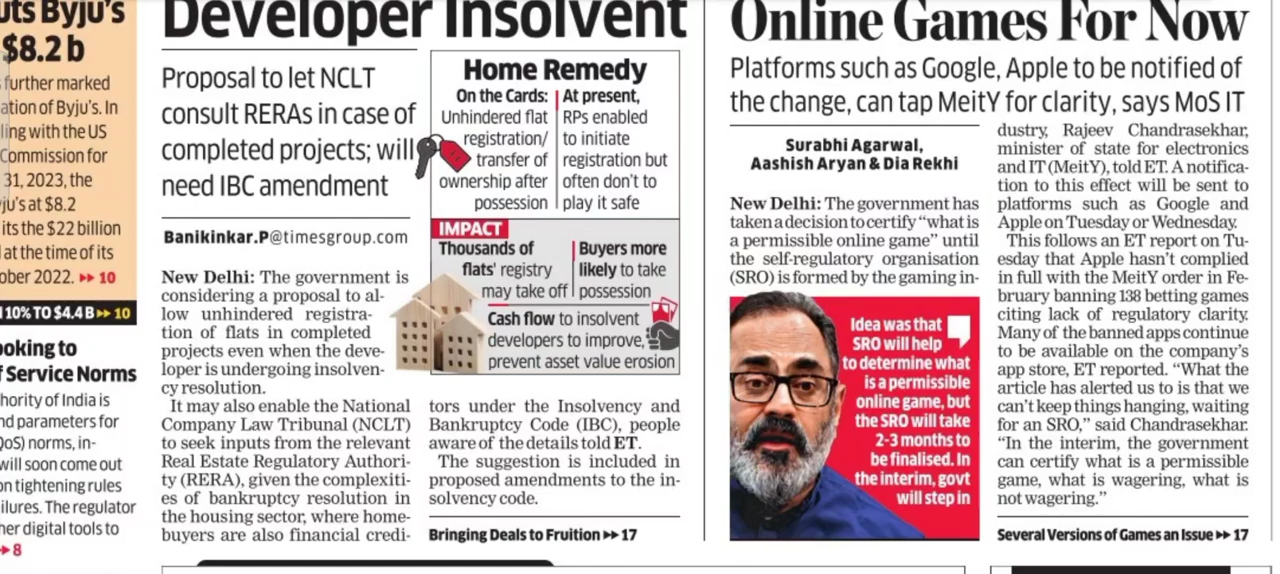 uts Byju's
$8.2 b
further marked
ation of Byju's. In
ling with the US
Commission for
31, 2023, the
ju's at $8.2
its the $22 billion
at the time of its
ober 2022. ▸▸ 10
10% TO $4.4 B ▸▸ 10
ooking to
f Service Norms
hority of India is
nd parameters for
QoS) norms, in-
will soon come out
on tightening rules
ilures. The regulator
her digital tools to
▸▸ 8
Developer Insolvent
Proposal to let NCLT
consult RERAs in case of
completed projects; will
need IBC amendment
Banikinkar.P@timesgroup.com
New Delhi: The government is
considering a proposal to al-
low unhindered registra-
tion of flats in completed
projects even when the deve-
loper is undergoing insolven-
cy resolution.
It may also enable the National
Company Law Tribunal (NCLT)
to seek inputs from the relevant
Real Estate Regulatory Authori-
ty (RERA), given the complexiti-
es of bankruptcy resolution in
the housing sector, where home-
buyers are also financial credi-
Home Remedy
On the Cards:
Unhindered flat
registration/
transfer of
ownership after
possession
At present,
RPs enabled
to initiate
registration but
often don't to
play it safe
IMPACT
Thousands of
flats' registry
may take off
Buyers more
likely to take
possession
Cash flow to insolvent
developers to improve,
prevent asset value erosion
tors under the Insolvency and
Bankruptcy Code (IBC), people
aware of the details told ET.
The suggestion is included in
proposed amendments to the in-
solvency code.
Bringing Deals to Fruition ▸▸ 17
Online Games For Now
Platforms such as Google, Apple to be notified of
the change, can tap MeitY for clarity, says MoS IT
Surabhi Agarwal,
Aashish Aryan & Dia Rekhi
New Delhi: The government has
taken a decision to certify "what is
a permissible online game" until
the self-regulatory organisation
(SRO) is formed by the gaming in-
Idea was that
SRO will help
to determine what
is a permissible
online game, but
the SRO will take
2-3 months to
be finalised. In
the interim, govt
will step in
dustry, Rajeev Chandrasekhar,
minister of state for electronics
and IT (MeitY), told ET. A notifica-
tion to this effect will be sent to
platforms such as Google and
Apple on Tuesday or Wednesday.
This follows an ET report on Tu-
esday that Apple hasn't complied
in full with the MeitY order in Fe-
bruary banning 138 betting games
citing lack of regulatory clarity.
Many of the banned apps continue
to be available on the company's
app store, ET reported. "What the
article has alerted us to is that we
can't keep things hanging, waiting
for an SRO," said Chandrasekhar.
"In the interim, the government
can certify what is a permissible
game, what is wagering, what is
not wagering."
Several Versions of Games an Issue ▸▸ 17